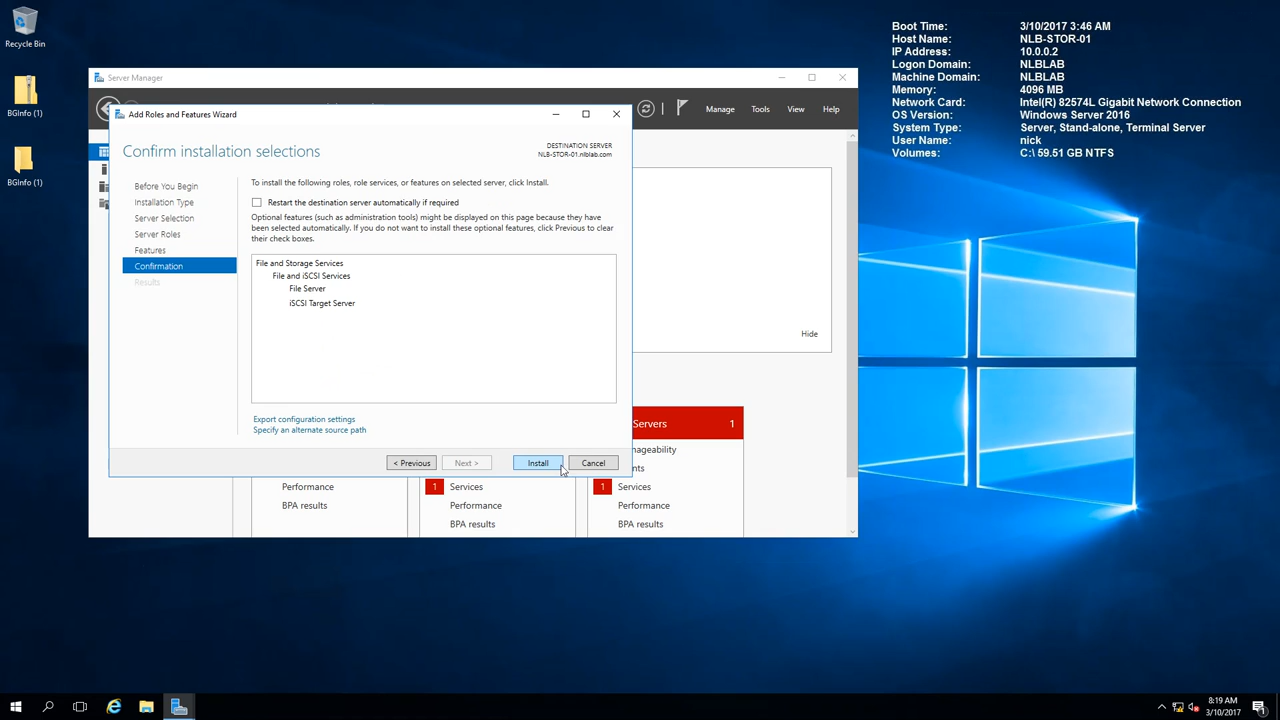 Recycle Bin
BGInfo (1)
BGInfo (1)
Boot Time: 3/10/2017 3:46 AM
Host Name: NLB-STOR-01
IP Address: 10.0.0.2
Logon Domain: NLBLAB
Machine Domain: NLBLAB
Memory: 4096 MB
Network Card: Intel(R) 82574L Gigabit Network Connection
OS Version: Windows Server 2016
System Type: Server, Stand-alone, Terminal Server
User Name: nick
Volumes: C:\ 59.51 GB NTFS
Server Manager
Manage Tools View Help
Add Roles and Features Wizard
Confirm installation selections
DESTINATION SERVER
NLB-STOR-01.nlblab.com
Before You Begin
Installation Type
Server Selection
Server Roles
Features
Confirmation
Results
To install the following roles, role services, or features on selected server, click Install.
Restart the destination server automatically if required
Optional features (such as administration tools) might be displayed on this page because they have
been selected automatically. If you do not want to install these optional features, click Previous to clear
their check boxes.
File and Storage Services
File and iSCSI Services
File Server
iSCSI Target Server
Export configuration settings
Specify an alternate source path
< Previous Next > Install Cancel
Hide
Servers 1
nageability
nts
Performance
BPA results
1 Services
Performance
BPA results
1 Services
Performance
BPA results
8:19 AM
3/10/2017
1